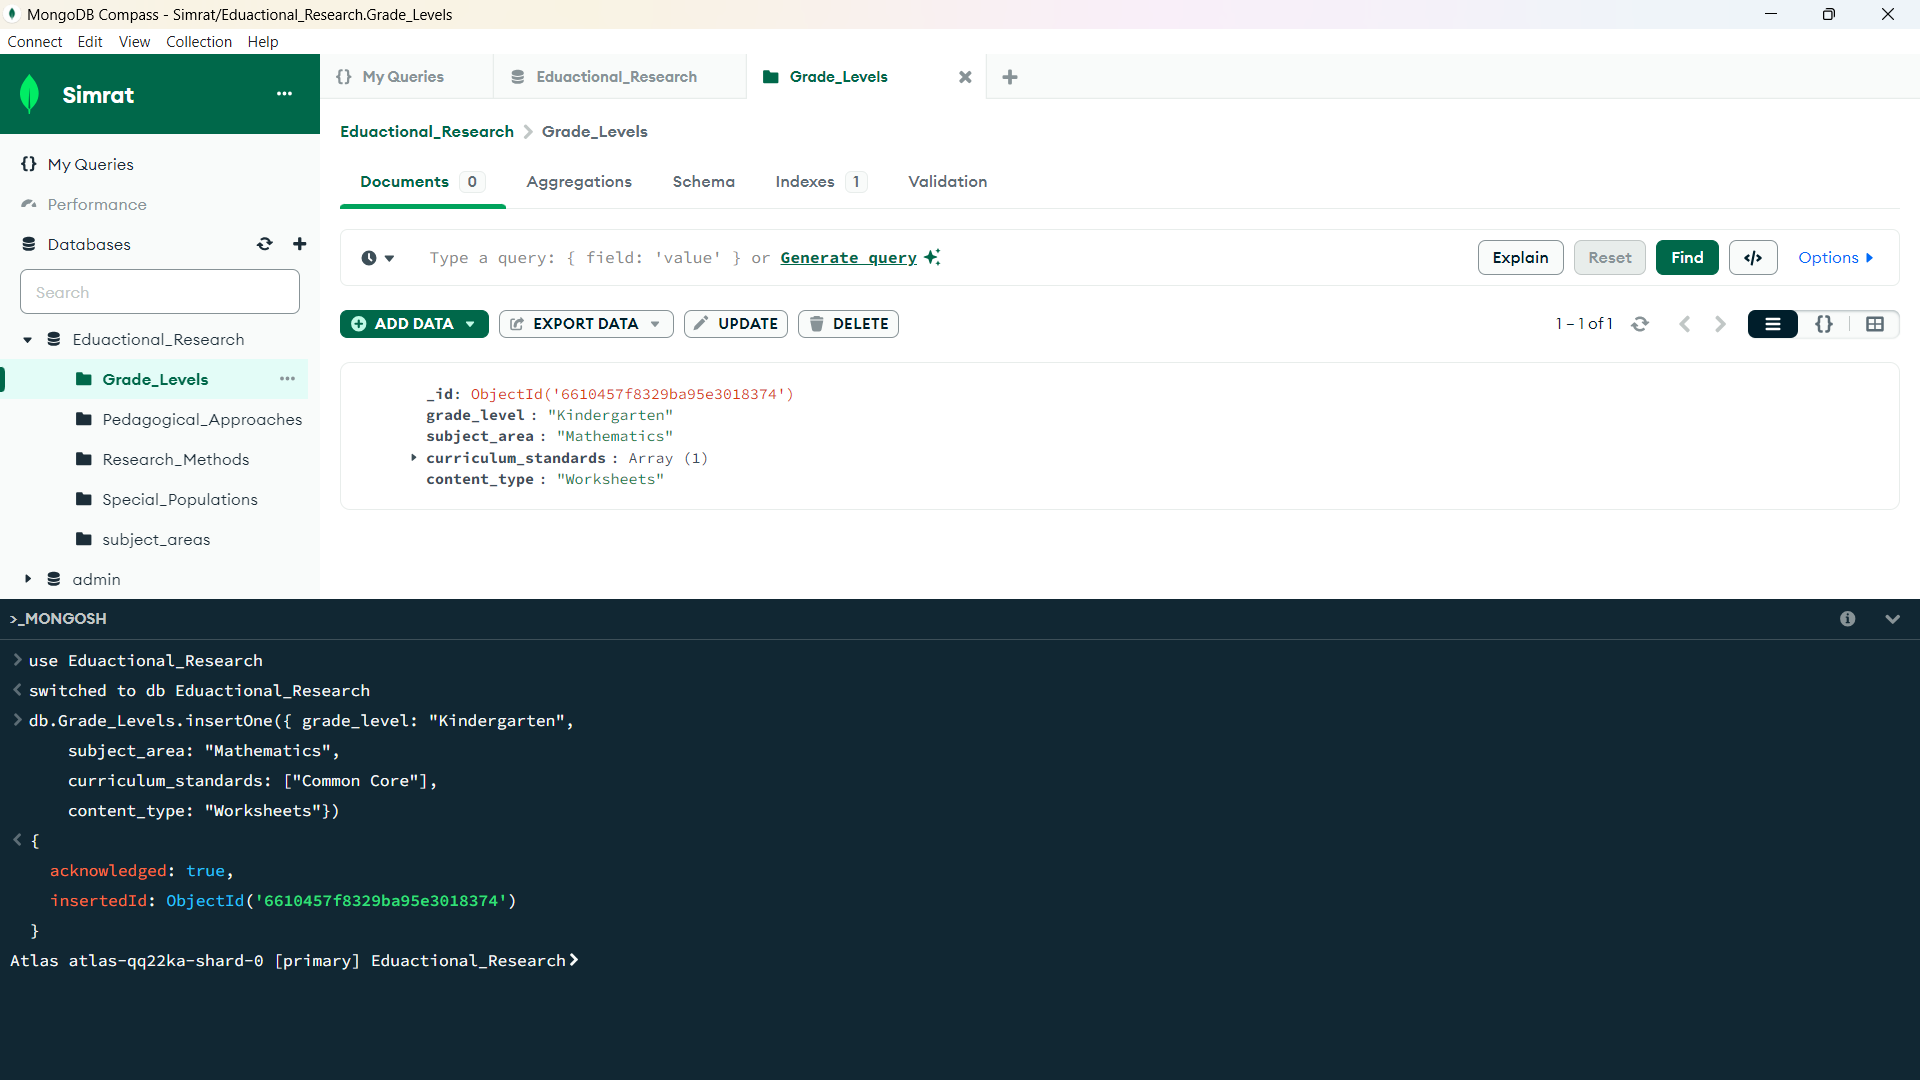 MongoDB Compass - Simrat/Eduactional_Research.Grade_Levels
Connect Edit View Collection Help
Simrat
My Queries
Performance
Databases
Search
Eduactional_Research
Grade_Levels
Pedagogical_Approaches
Research_Methods
Special_Populations
subject_areas
admin
{} My Queries
Eduactional_Research
Grade_Levels
Eduactional_Research > Grade_Levels
Documents 0 Aggregations Schema Indexes 1 Validation
Type a query: { field: 'value' } or Generate query
Explain Reset Find </> Options
ADD DATA EXPORT DATA UPDATE DELETE
1 – 1 of 1
{}
_id: ObjectId('6610457f8329ba95e3018374')
grade_level : "Kindergarten"
subject_area : "Mathematics"
curriculum_standards : Array (1)
content_type : "Worksheets"
>_MONGOSH
> use Eduactional_Research
< switched to db Eduactional_Research
> db.Grade_Levels.insertOne({ grade_level: "Kindergarten",
subject_area: "Mathematics",
curriculum_standards: ["Common Core"],
content_type: "Worksheets"})
< {
acknowledged: true,
insertedId: ObjectId('6610457f8329ba95e3018374')
}
Atlas atlas-qq22ka-shard-0 [primary] Eduactional_Research>